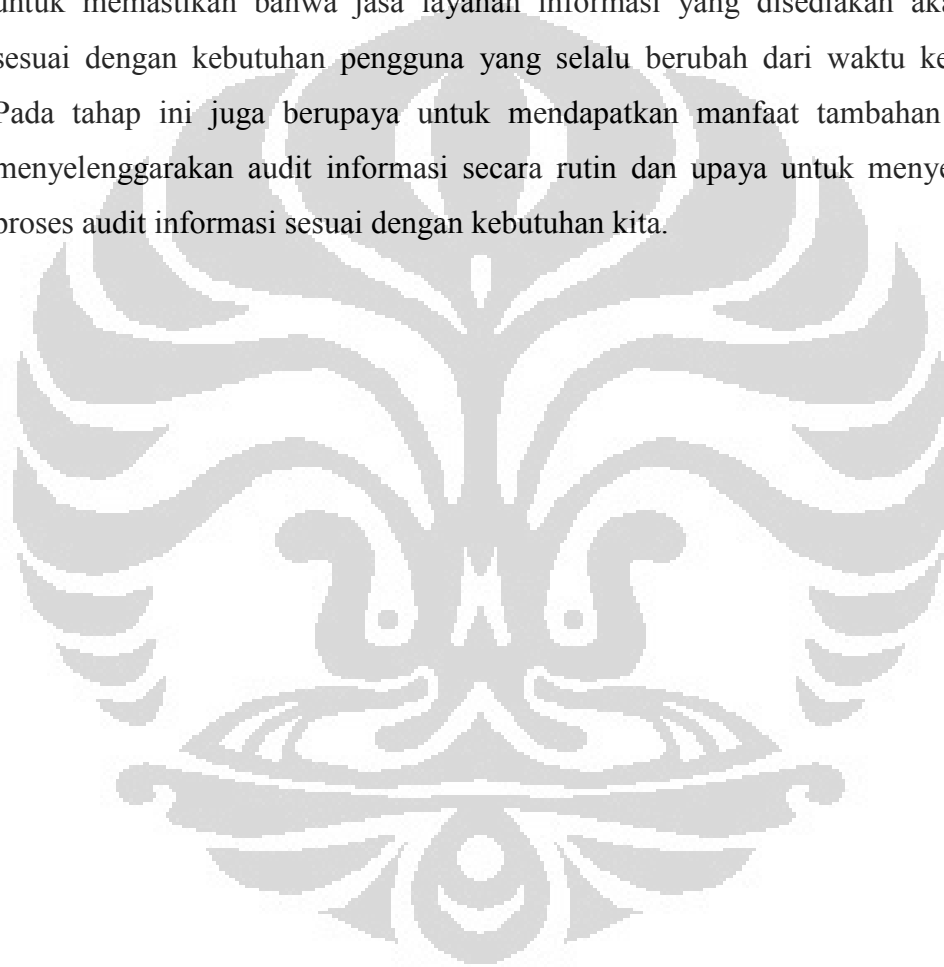 untuk memastikan bahwa jasa layanan informasi yang disediakan aka
sesuai dengan kebutuhan pengguna yang selalu berubah dari waktu ke
Pada tahap ini juga berupaya untuk mendapatkan manfaat tambahan
menyelenggarakan audit informasi secara rutin dan upaya untuk menye
proses audit informasi sesuai dengan kebutuhan kita.